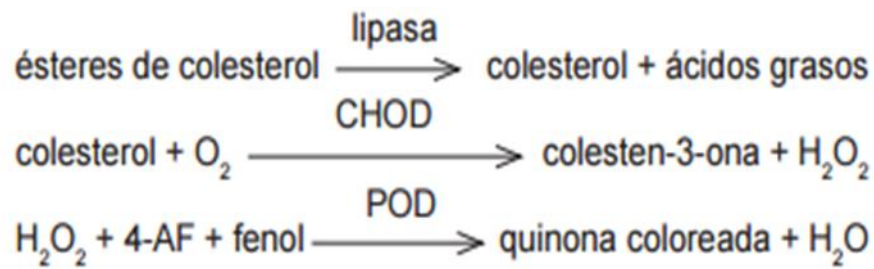 lipasa
ésteres de colesterol ⟶ colesterol + ácidos grasos
CHOD
colesterol + O₂ ⟶ colesten-3-ona + H₂O₂
POD
H₂O₂ + 4-AF + fenol ⟶ quinona coloreada + H₂O